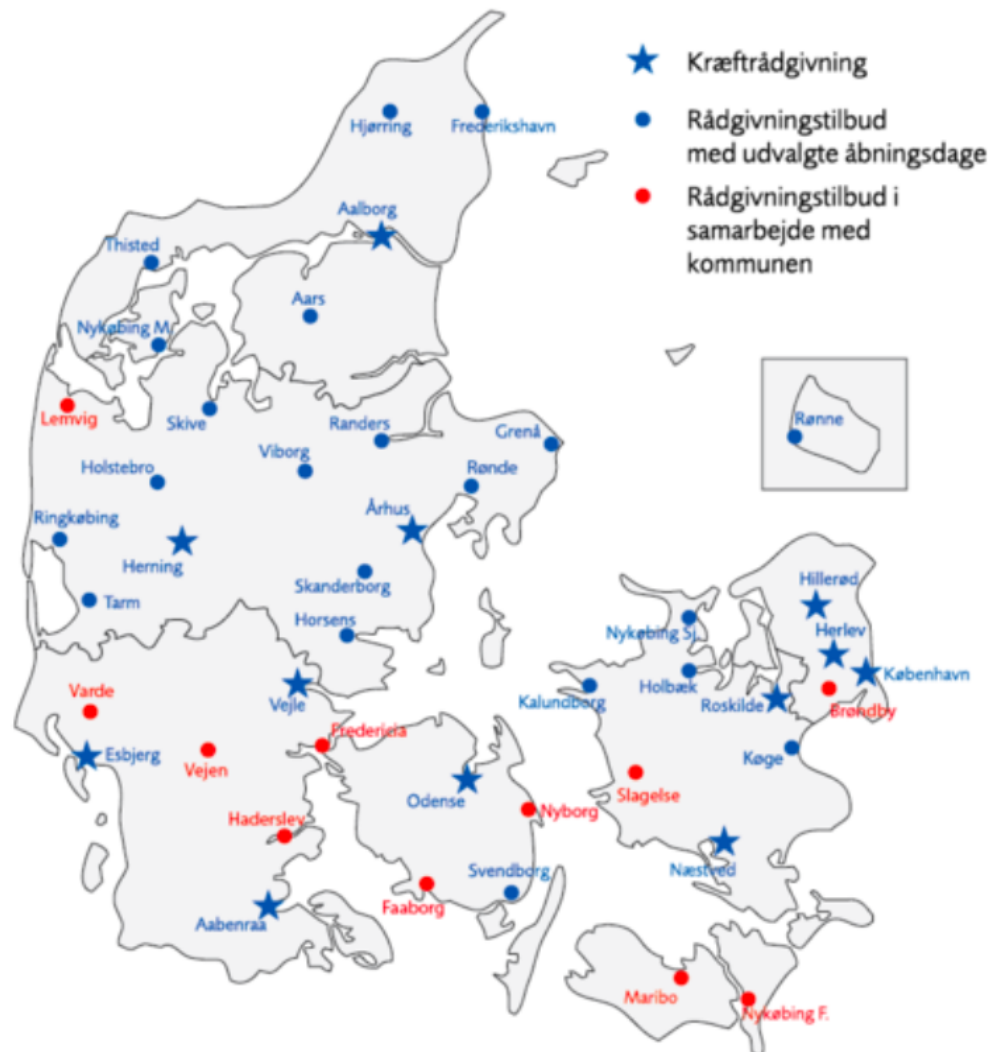 Kræftrådgivning
Rådgivningstilbud
med udvalgte åbningsdage
Rådgivningstilbud i
samarbejde med
kommunen
Hjørring
Frederikshavn
Aalborg
Thisted
Aars
Nykøbing M
Lemvig
Skive
Randers
Grenå
Rønne
Viborg
Holstebro
Rønde
Århus
Ringkøbing
Herning
Skanderborg
Tarm
Horsens
Hillerød
Herlev
Nykøbing Sj.
København
Holbæk
Kalundborg
Roskilde
Brøndby
Varde
Vejle
Fredericia
Esbjerg
Vejen
Køge
Slagelse
Odense
Nyborg
Haderslev
Næstved
Svendborg
Faaborg
Aabenraa
Maribo
Nykøbing F.